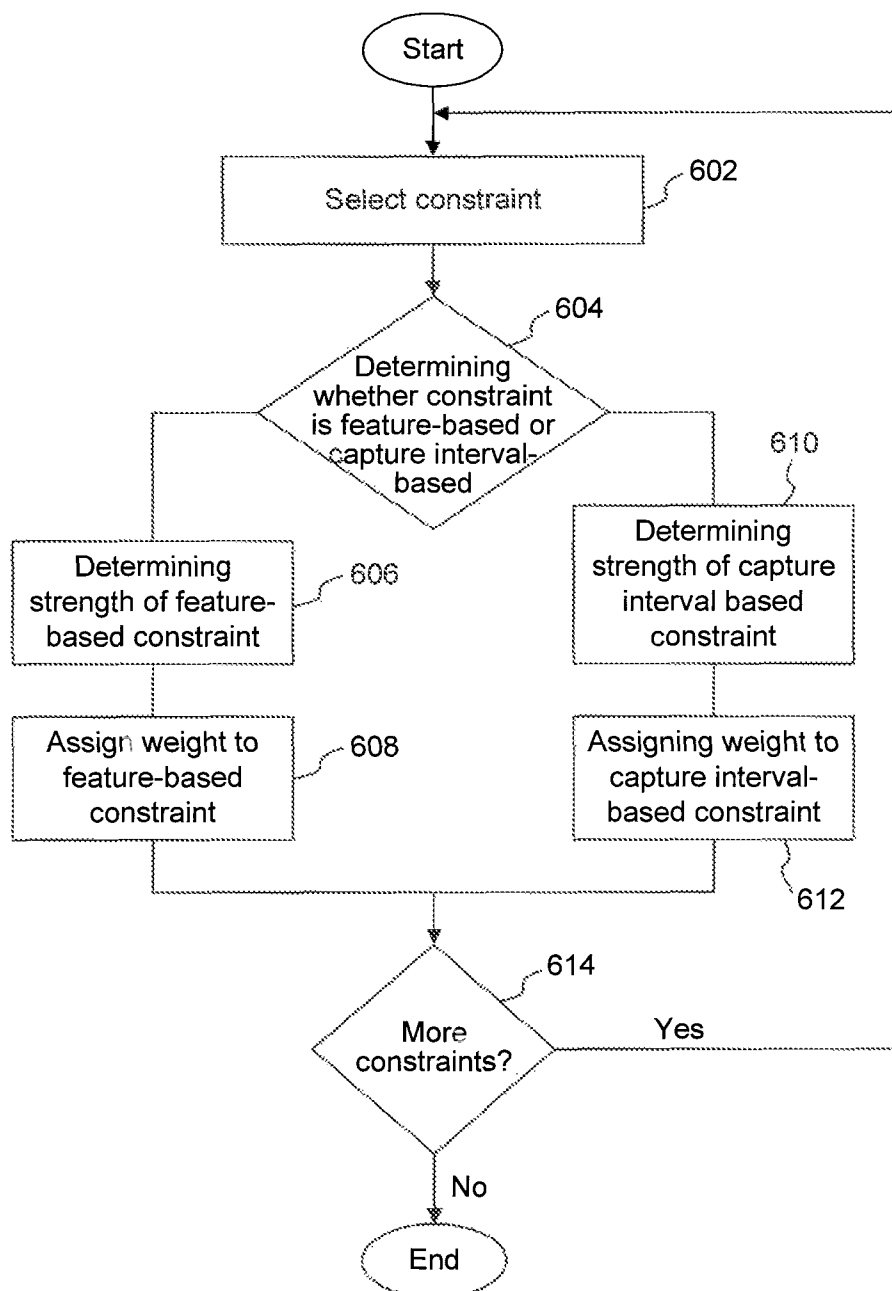 Start
Select constraint
602
604
Determining
whether constraint
is feature-based or
capture interval-
based
610
Determining
strength of feature-
based constraint
606
Determining
strength of capture
interval based
constraint
Assign weight to
feature-based
constraint
608
Assigning weight to
capture interval-
based constraint
612
614
More
constraints?
Yes
No
End